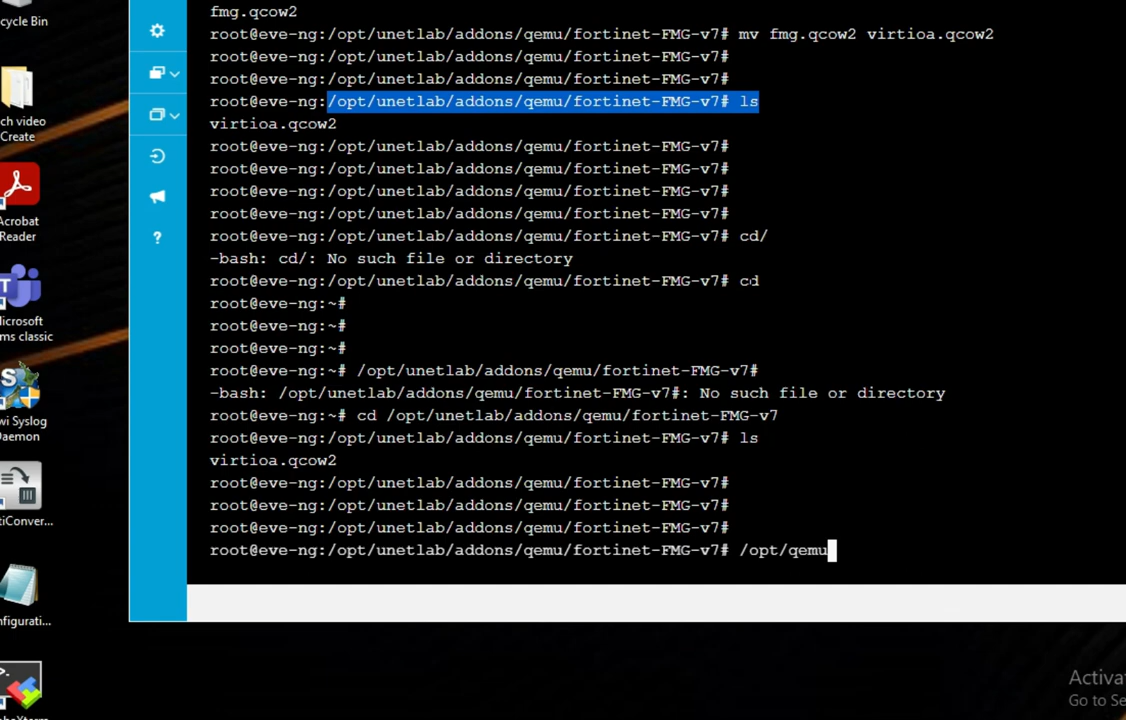 cycle Bin
ch video
Create
Acrobat
Reader
icrosoft
ms classic
wi Syslog
Daemon
tiConver...
nfigurati...
fmg.qcow2
root@eve-ng:/opt/unetlab/addons/qemu/fortinet-FMG-v7# mv fmg.qcow2 virtioa.qcow2
root@eve-ng:/opt/unetlab/addons/qemu/fortinet-FMG-v7#
root@eve-ng:/opt/unetlab/addons/qemu/fortinet-FMG-v7#
root@eve-ng:/opt/unetlab/addons/qemu/fortinet-FMG-v7# ls
virtioa.qcow2
root@eve-ng:/opt/unetlab/addons/qemu/fortinet-FMG-v7#
root@eve-ng:/opt/unetlab/addons/qemu/fortinet-FMG-v7#
root@eve-ng:/opt/unetlab/addons/qemu/fortinet-FMG-v7#
root@eve-ng:/opt/unetlab/addons/qemu/fortinet-FMG-v7#
root@eve-ng:/opt/unetlab/addons/qemu/fortinet-FMG-v7# cd/
-bash: cd/: No such file or directory
root@eve-ng:/opt/unetlab/addons/qemu/fortinet-FMG-v7# cd
root@eve-ng:~#
root@eve-ng:~#
root@eve-ng:~#
root@eve-ng:~# /opt/unetlab/addons/qemu/fortinet-FMG-v7#
-bash: /opt/unetlab/addons/qemu/fortinet-FMG-v7#: No such file or directory
root@eve-ng:~# cd /opt/unetlab/addons/qemu/fortinet-FMG-v7
root@eve-ng:/opt/unetlab/addons/qemu/fortinet-FMG-v7# ls
virtioa.qcow2
root@eve-ng:/opt/unetlab/addons/qemu/fortinet-FMG-v7#
root@eve-ng:/opt/unetlab/addons/qemu/fortinet-FMG-v7#
root@eve-ng:/opt/unetlab/addons/qemu/fortinet-FMG-v7#
root@eve-ng:/opt/unetlab/addons/qemu/fortinet-FMG-v7# /opt/qemu
Activa
Go to Se